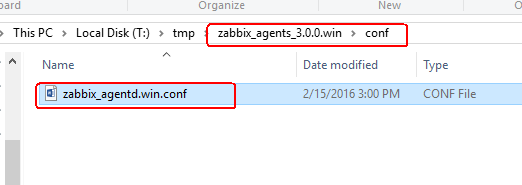 oard
Organize
New
This PC > Local Disk (T:) > tmp > zabbix_agents_3.0.0.win > conf
Name Date modified Type
zabbix_agentd.win.conf 2/15/2016 3:00 PM CONF File